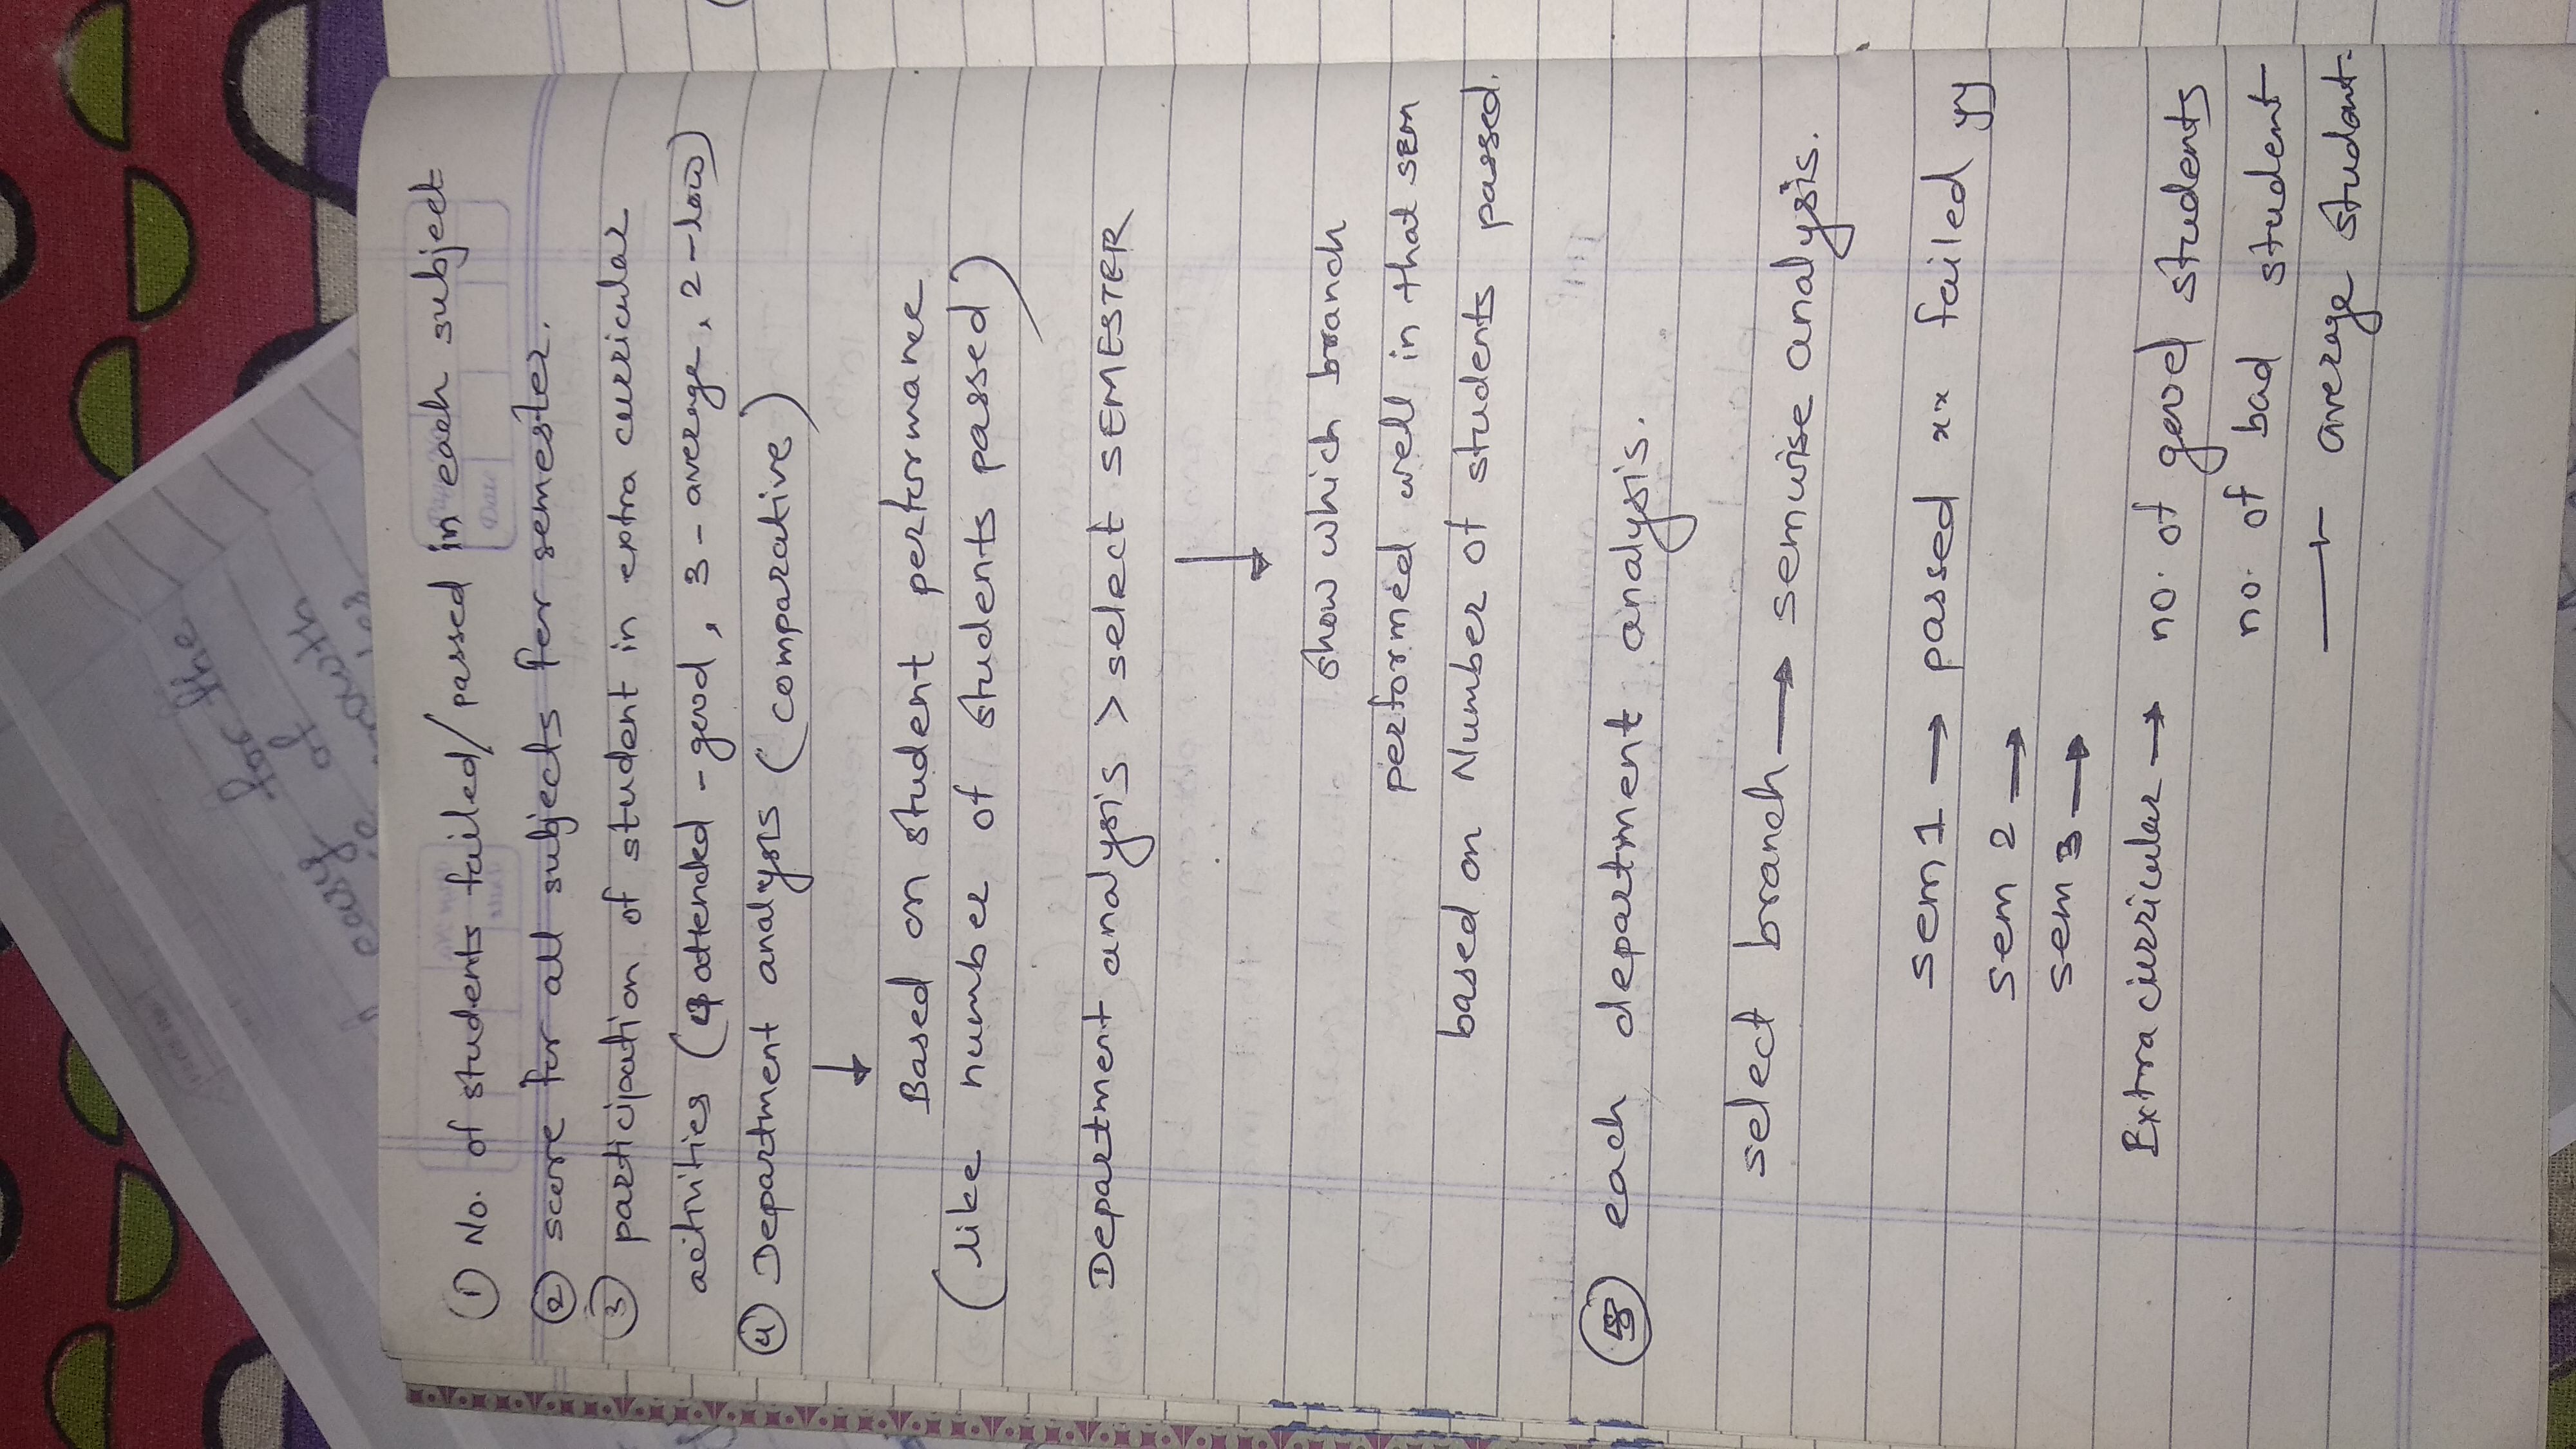 easy for the
of
① No. of students failed/passed in each subject
② score for all subjects per semester.
③ participation of student in extra curricular
activities (4 attended - good, 3 - average, 2 - low)
④ Department analysis (comparative)
↓
Based on student performance
(like number of students passed)
Department analysis > select SEMESTER
↓
show which branch
performed well in that SEM
based on Number of students passed.
⑤ each department analysis.
select branch → semwise analysis.
sem 1 → passed xx failed yy
sem 2 →
sem 3 →
Extra curricular → no. of good students
no. of bad student
average student.